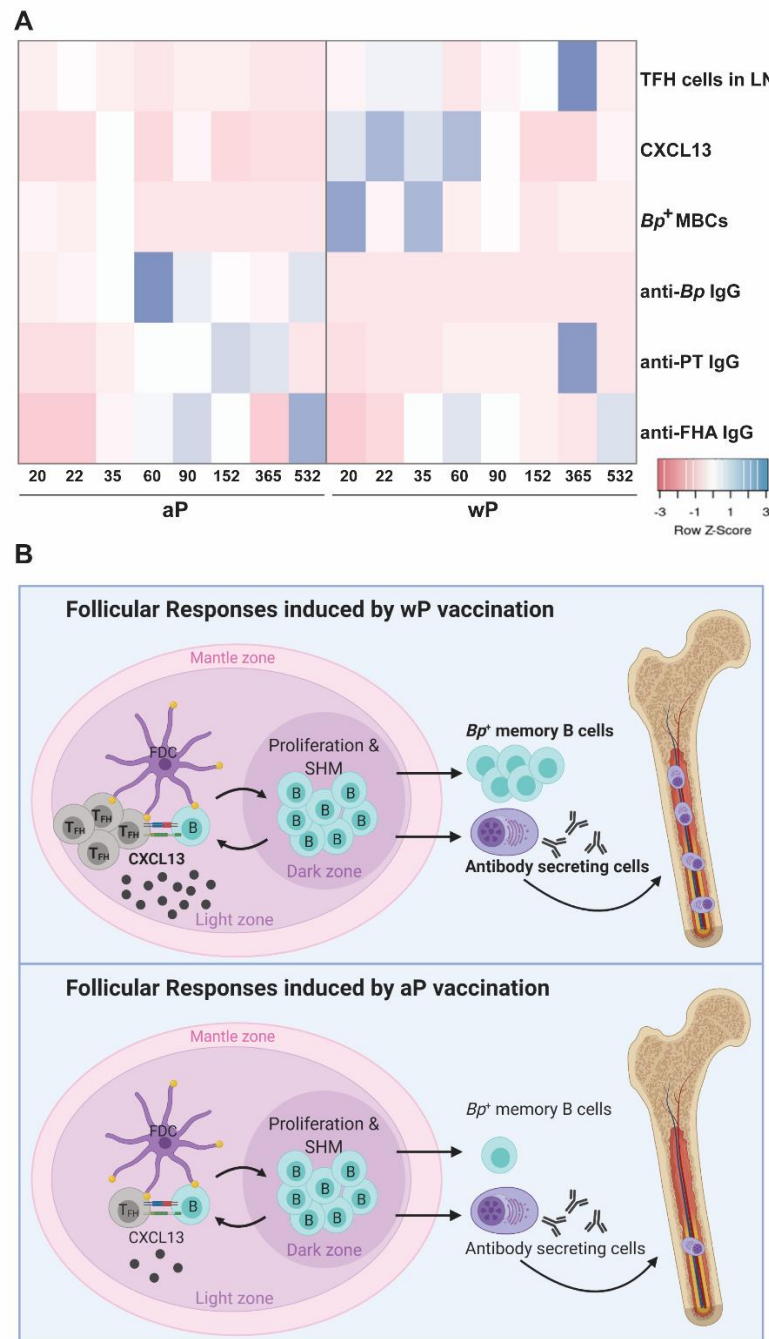 A
TFH cells in LN
CXCL13
Bp+ MBCs
anti-Bp IgG
anti-PT IgG
anti-FHA IgG
20 22 35 60 90 152 365 532 20 22 35 60 90 152 365 532
aP wP
-3 -1 1 3
Row Z-Score
B
Follicular Responses induced by wP vaccination
Mantle zone
FDC
Proliferation &
SHM
Bp+ memory B cells
B
B B
B B B
B B
TFH
TFH TFH
TFH
B
CXCL13
Dark zone
Antibody secreting cells
Light zone
Follicular Responses induced by aP vaccination
Mantle zone
FDC
Proliferation &
SHM
Bp+ memory B cells
B
B B
B B B
B B
TFH
B
CXCL13
Dark zone
Antibody secreting cells
Light zone